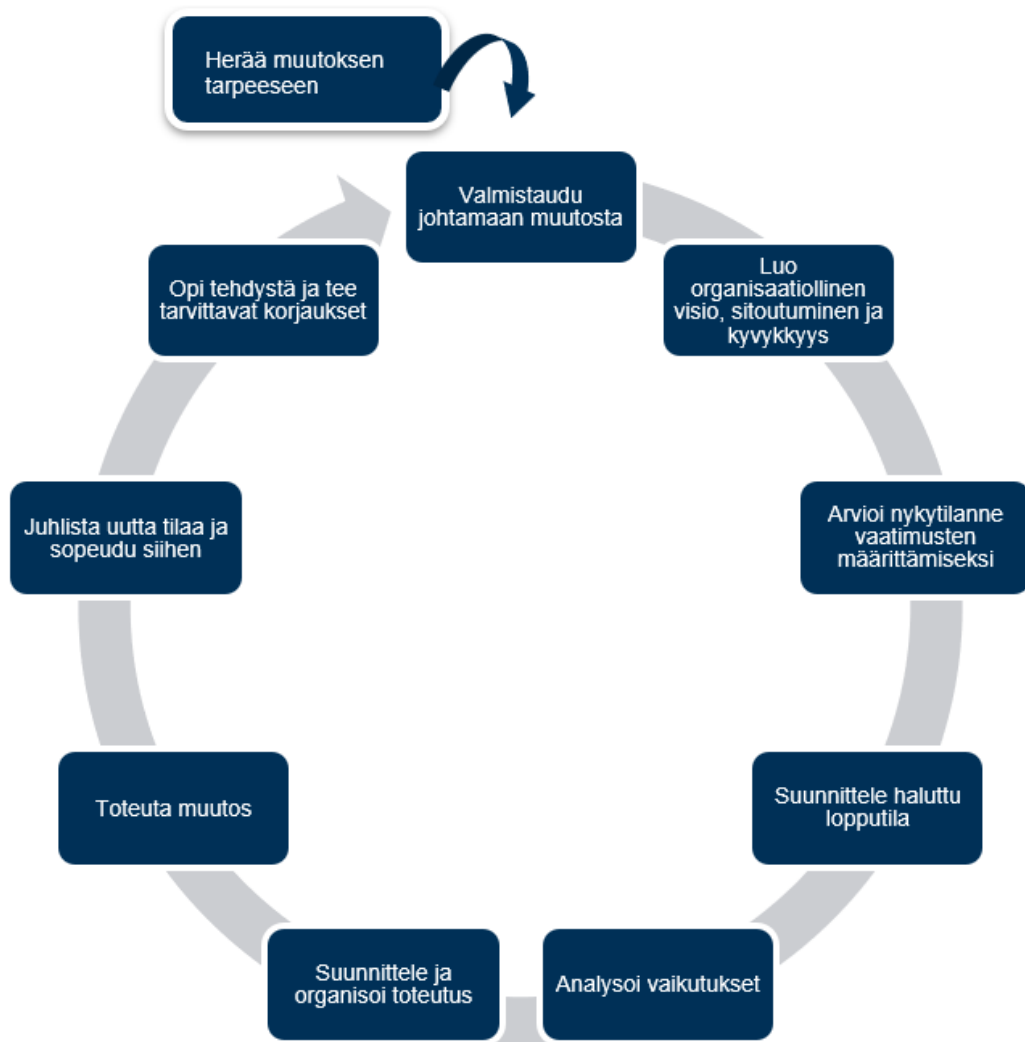 Herää muutoksen
tarpeeseen
Valmistaudu
johtamaan muutosta
Luo
organisaatiollinen
visio, sitoutuminen ja
kyvykkyys
Arvioi nykytilanne
vaatimusten
määrittämiseksi
Suunnittele haluttu
lopputila
Analysoi vaikutukset
Suunnittele ja
organisoi toteutus
Toteuta muutos
Juhlista uutta tilaa ja
sopeudu siihen
Opi tehdystä ja tee
tarvittavat korjaukset